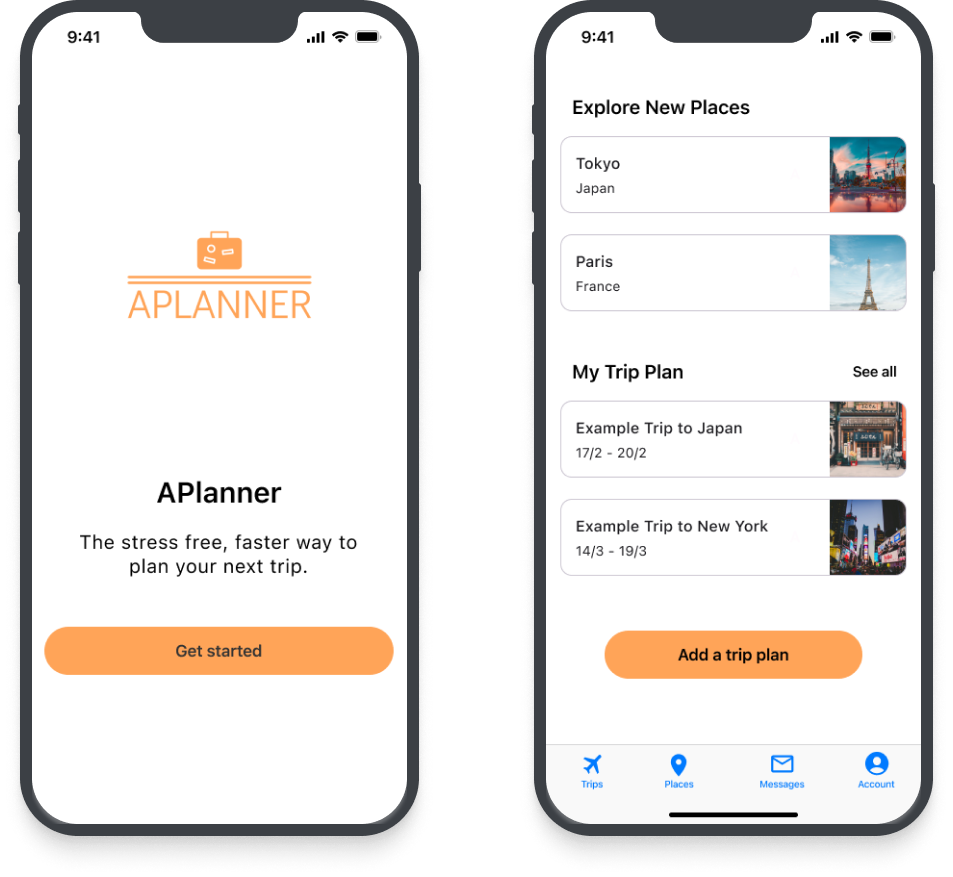 9:41
APLANNER
APlanner
The stress free, faster way to
plan your next trip.
Get started
9:41
Explore New Places
Tokyo
Japan
Paris
France
My Trip Plan
See all
Example Trip to Japan
17/2 - 20/2
Example Trip to New York
14/3 - 19/3
Add a trip plan
Trips
Places
Messages
Account